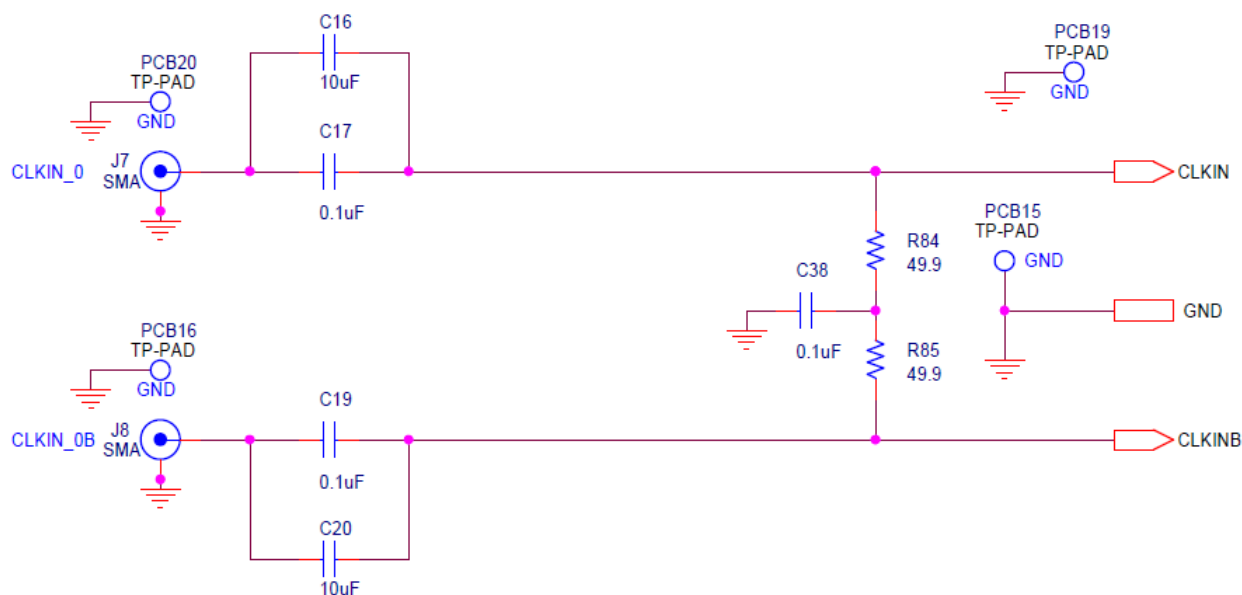 C16
10uF
PCB20
TP-PAD
GND
C17
0.1uF
CLKIN_0
J7
SMA
PCB19
TP-PAD
GND
CLKIN
R84
49.9
PCB15
TP-PAD
GND
C38
0.1uF
GND
R85
49.9
PCB16
TP-PAD
GND
C19
0.1uF
CLKIN_0B
J8
SMA
CLKINB
C20
10uF